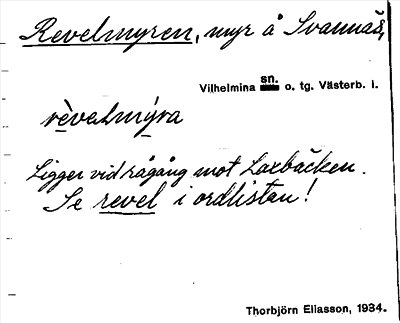 Revelmyren, myr å Svannäs,
Vilhelmina sn. o. tg. Västerb. l.
rèvelmýra
Ligger vid rågång mot Laxbäcken.
Se revel i ordlistan!
Thorbjörn Eliasson, 1934.